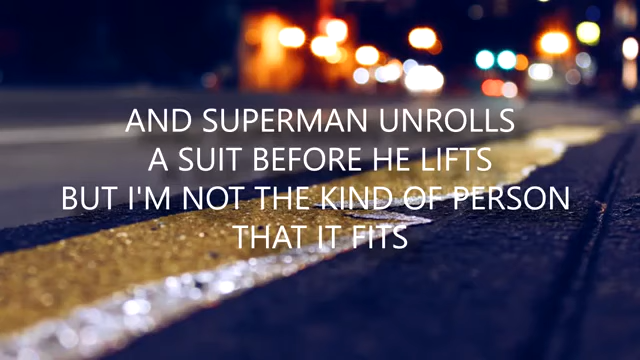 AND SUPERMAN UNROLLS
A SUIT BEFORE HE LIFTS
BUT I'M NOT THE KIND OF PERSON
THAT IT FITS